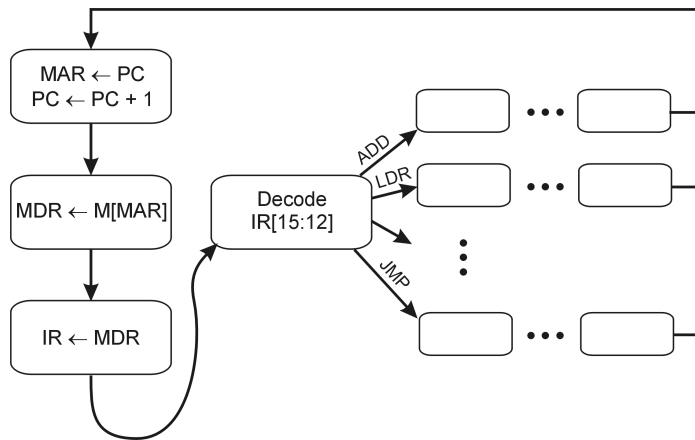 MAR ← PC
PC ← PC + 1
MDR ← M[MAR]
IR ← MDR
Decode
IR[15:12]
ADD
LDR
JMP